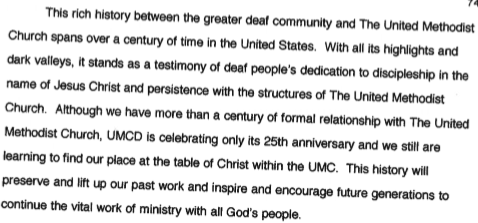 74
This rich history between the greater deaf community and The United Methodist
Church spans over a century of time in the United States. With all its highlights and
dark valleys, it stands as a testimony of deaf people's dedication to discipleship in the
name of Jesus Christ and persistence with the structures of The United Methodist
Church. Although we have more than a century of formal relationship with The United
Methodist Church, UMCD is celebrating only its 25th anniversary and we still are
learning to find our place at the table of Christ within the UMC. This history will
preserve and lift up our past work and inspire and encourage future generations to
continue the vital work of ministry with all God's people.